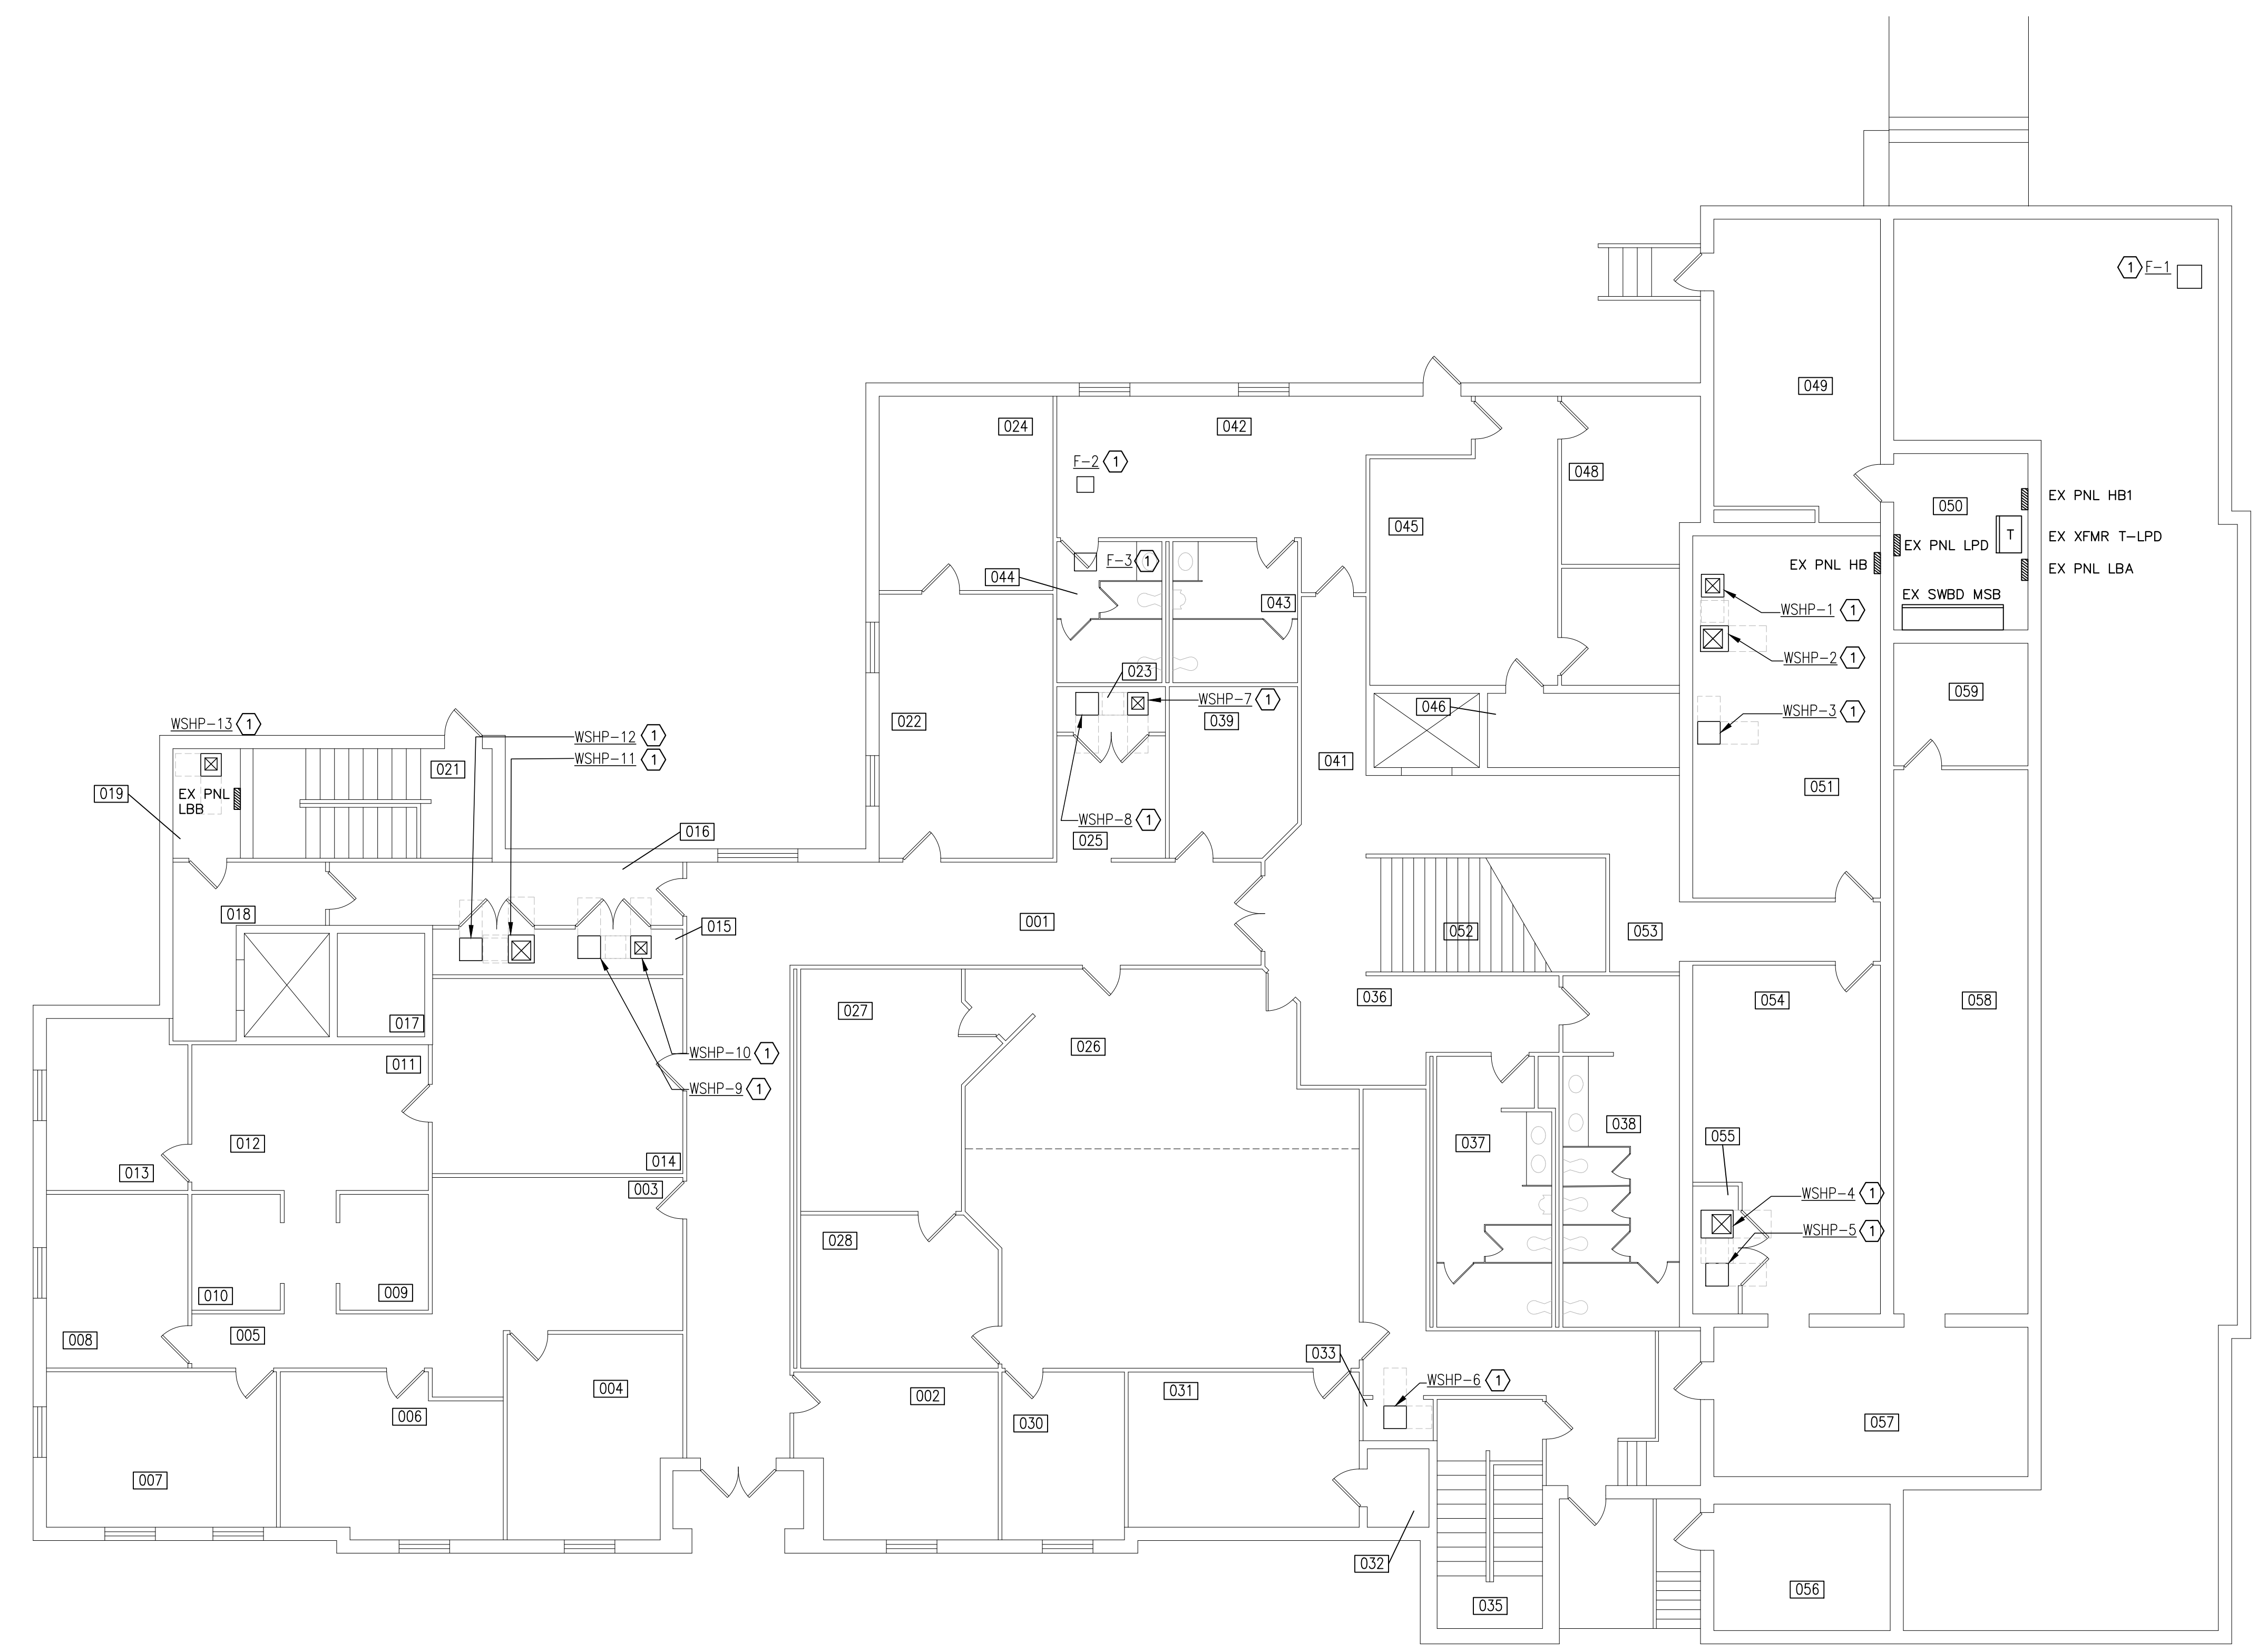 1 F-1
049
024
042
F-2 1
048
045
050
EX PNL HB1
T
EX XFMR T-LPD
EX PNL LPD
EX PNL LBA
EX PNL HB
EX SWBD MSB
F-3 1
044
043
WSHP-1 1
WSHP-2 1
023
WSHP-7 1
059
046
WSHP-3 1
022
039
WSHP-13 1
WSHP-12 1
WSHP-11 1
041
021
051
019
EX PNL
LBB
WSHP-8 1
025
016
018
001
015
052
053
036
054
058
027
017
026
WSHP-10 1
011
WSHP-9 1
012
037
038
055
013
014
003
WSHP-4 1
WSHP-5 1
028
010
009
008
005
033
WSHP-6 1
004
002
031
006
030
057
007
032
056
035